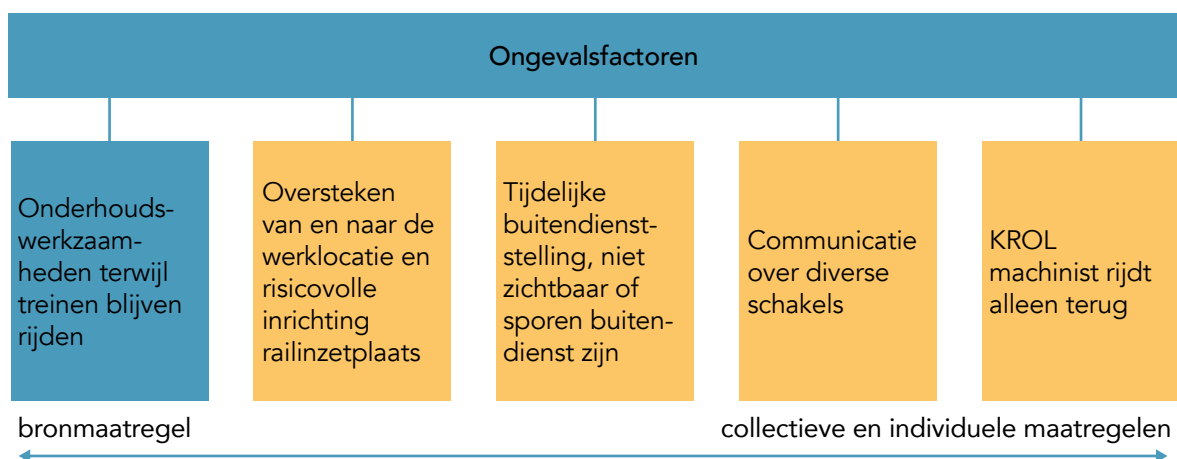 Ongevalsfactoren
Onderhouds-
werkzaam-
heden terwijl
treinen blijven
rijden
Oversteken
van en naar de
werklocatie en
risicovolle
inrichting
railinzetplaats
Tijdelijke
buitendienst-
stelling, niet
zichtbaar of
sporen buiten-
dienst zijn
Communicatie
over diverse
schakels
KROL
machinist rijdt
alleen terug
bronmaatregel
collectieve en individuele maatregelen